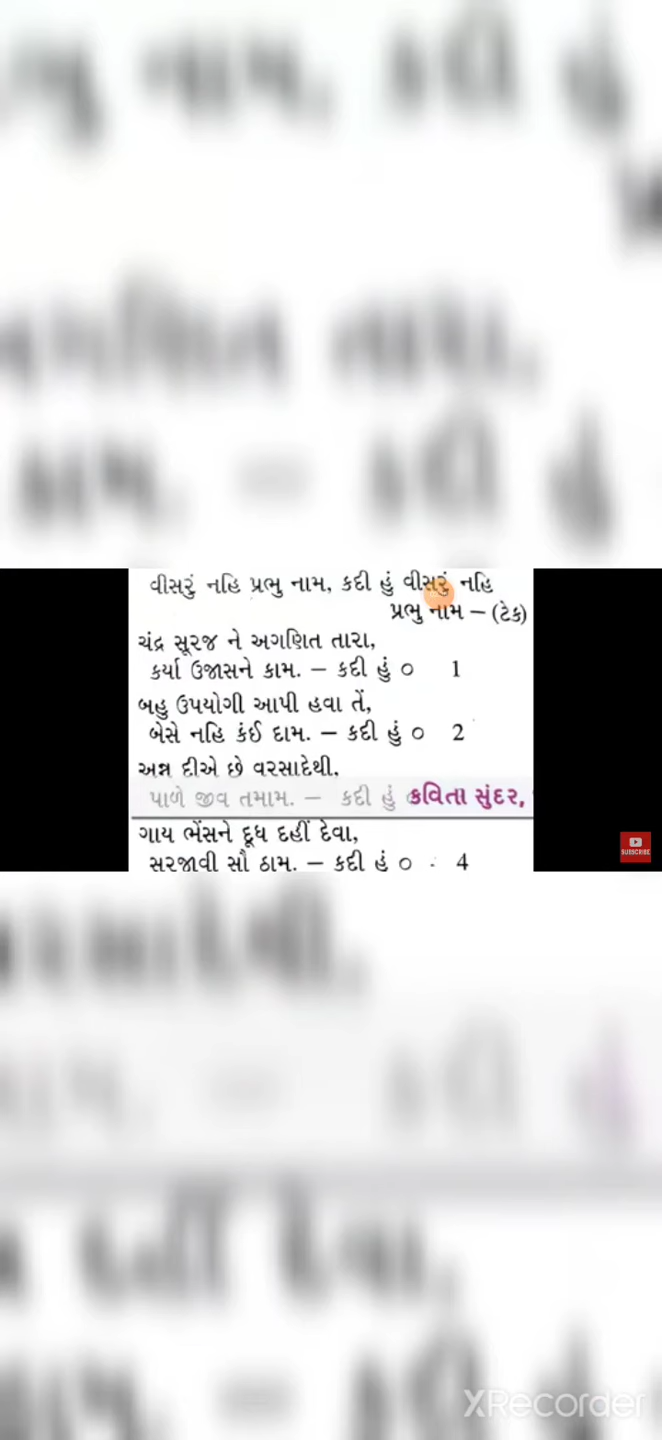 વીસરું નહિ પ્રભુ નામ, કદી હું વીસરું નહિ
પ્રભુ નામ – (ટેક)
ચંદ્ર સૂરજ ને અગણિત તારા,
કર્યા ઉજાસને કામ. – કદી હું ૦ 1
બહુ ઉપયોગી આપી હવા તેં,
બેસે નહિ કંઈ દામ. – કદી હું ૦ 2
અન્ન દીએ છે વરસાદેથી,
પાળે જીવ તમામ. – કદી હું કવિતા સુંદર,
ગાય ભેંસને દૂધ દહીં દેવા,
સરજાવી સૌ ઠામ. – કદી હું ૦ 4
SUBSCRIBE
XRecorder